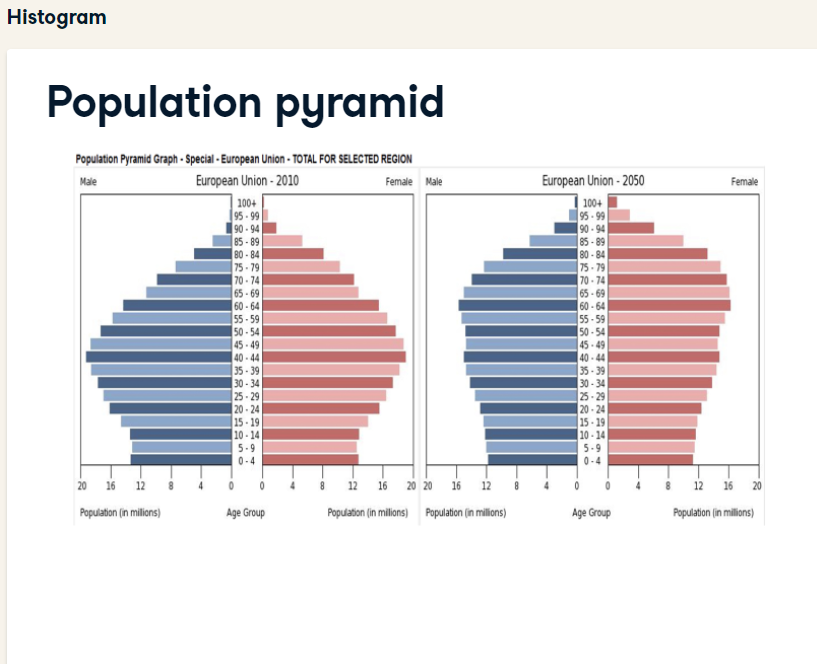 Histogram
Population pyramid
Population Pyramid Graph - Special - European Union - TOTAL FOR SELECTED REGION
Male European Union - 2010 Female
100+
95 - 99
90 - 94
85 - 89
80 - 84
75 - 79
70 - 74
65 - 69
60 - 64
55 - 59
50 - 54
45 - 49
40 - 44
35 - 39
30 - 34
25 - 29
20 - 24
15 - 19
10 - 14
5 - 9
0 - 4
20 16 12 8 4 0 0 4 8 12 16 20
Population (in millions) Age Group Population (in millions)
Male European Union - 2050 Female
100+
95 - 99
90 - 94
85 - 89
80 - 84
75 - 79
70 - 74
65 - 69
60 - 64
55 - 59
50 - 54
45 - 49
40 - 44
35 - 39
30 - 34
25 - 29
20 - 24
15 - 19
10 - 14
5 - 9
0 - 4
20 16 12 8 4 0 0 4 8 12 16 20
Population (in millions) Age Group Population (in millions)